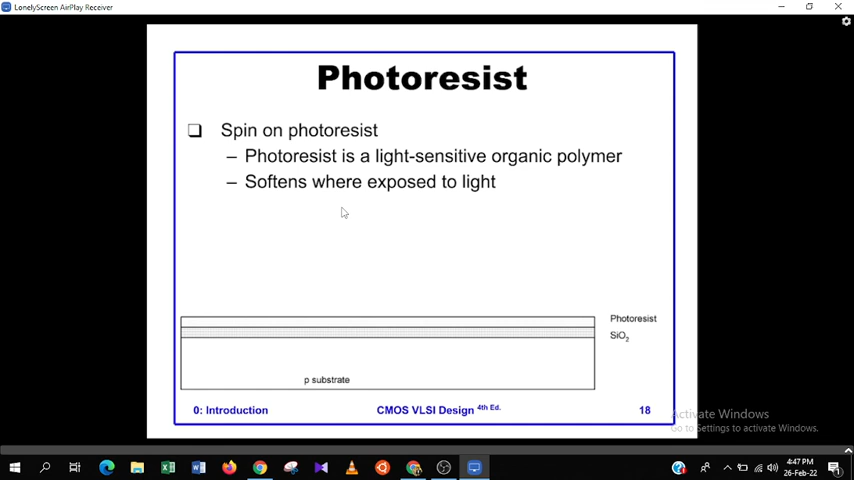 LonelyScreen AirPlay Receiver
Photoresist
Spin on photoresist
– Photoresist is a light-sensitive organic polymer
– Softens where exposed to light
Photoresist
SiO2
p substrate
0: Introduction
CMOS VLSI Design 4th Ed.
18
Activate Windows
Go to Settings to activate Windows.
4:47 PM
26-Feb-22